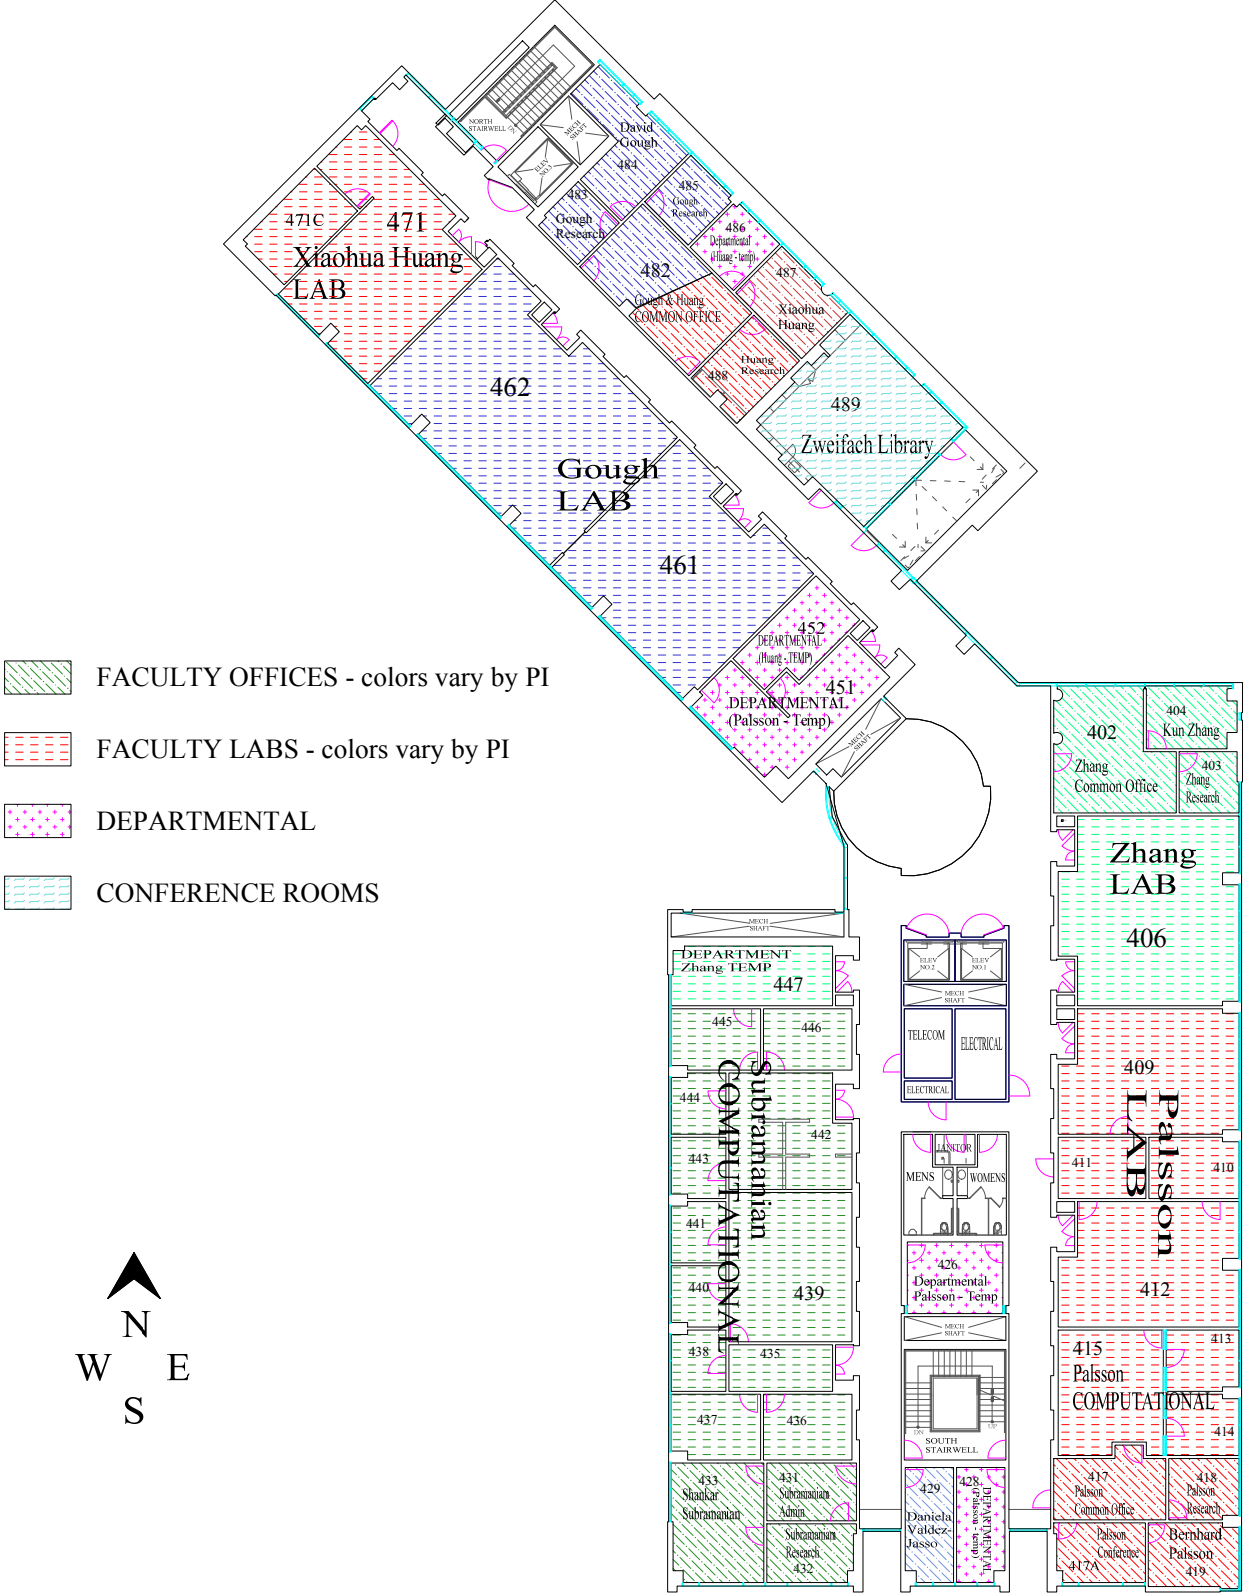 NORTH
STAIRWELL
DN
MECH
SHAFT
ELEV
NO.3
David
Gough
484
483
Gough
Research
485
Gough
Research
486
Departmental
(Huang - temp)
482
Gough & Huang
COMMON OFFICE
487
Xiaohua
Huang
Huang
Research
488
471C
471
Xiaohua Huang
LAB
462
Gough
LAB
461
489
Zweifach Library
452
DEPARTMENTAL
(Huang - TEMP)
451
DEPARTMENTAL
(Palsson - Temp)
MECH
SHAFT
FACULTY OFFICES - colors vary by PI
FACULTY LABS - colors vary by PI
DEPARTMENTAL
CONFERENCE ROOMS
402
Zhang
Common Office
404
Kun Zhang
403
Zhang
Research
Zhang
LAB
406
MECH
SHAFT
DEPARTMENT
Zhang TEMP
447
445
446
444
442
443
441
440
439
438
435
437
436
Subramanian
COMPUTATIONAL
433
Shankar
Subramanian
431
Subramaniam
Admin
Subramaniam
Research
432
ELEV
NO.2
ELEV
NO.1
MECH
SHAFT
TELECOM
ELECTRICAL
ELECTRICAL
JANITOR
MENS
WOMENS
426
Departmental
Palsson - Temp
MECH
SHAFT
DN
UP
SOUTH
STAIRWELL
429
Daniela
Valdez-
Jasso
428
DEPARTMENTAL
(Palsson - temp)
409
Palsson
LAB
411
410
412
415
Palsson
COMPUTATIONAL
413
414
417
Palsson
Common Office
418
Palsson
Research
Palsson
Conference
417A
Bernhard
Palsson
419
N
W E
S